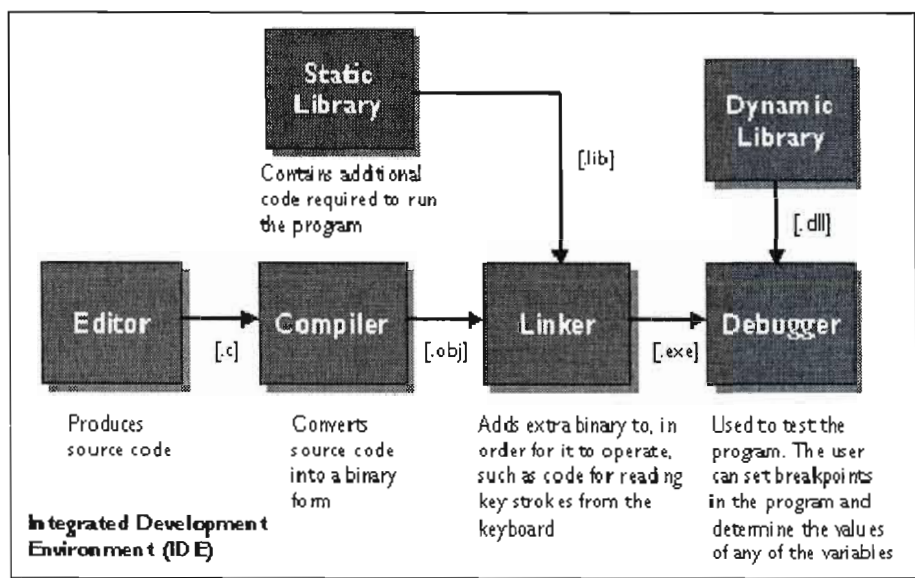 Static
Library
Dynamic
Library
Contains additional
code required to run
the program
[.lib]
[.dll]
Editor
Compiler
Linker
Debugger
[.c]
[.obj]
[.exe]
Produces
source code
Converts
source code
into a binary
form
Adds extra binary to, in
order for it to operate,
such as code for reading
key strokes from the
keyboard
Used to test the
program. The user
can set breakpoints
in the program and
determine the values
of any of the variables
Integrated Development
Environment (IDE)